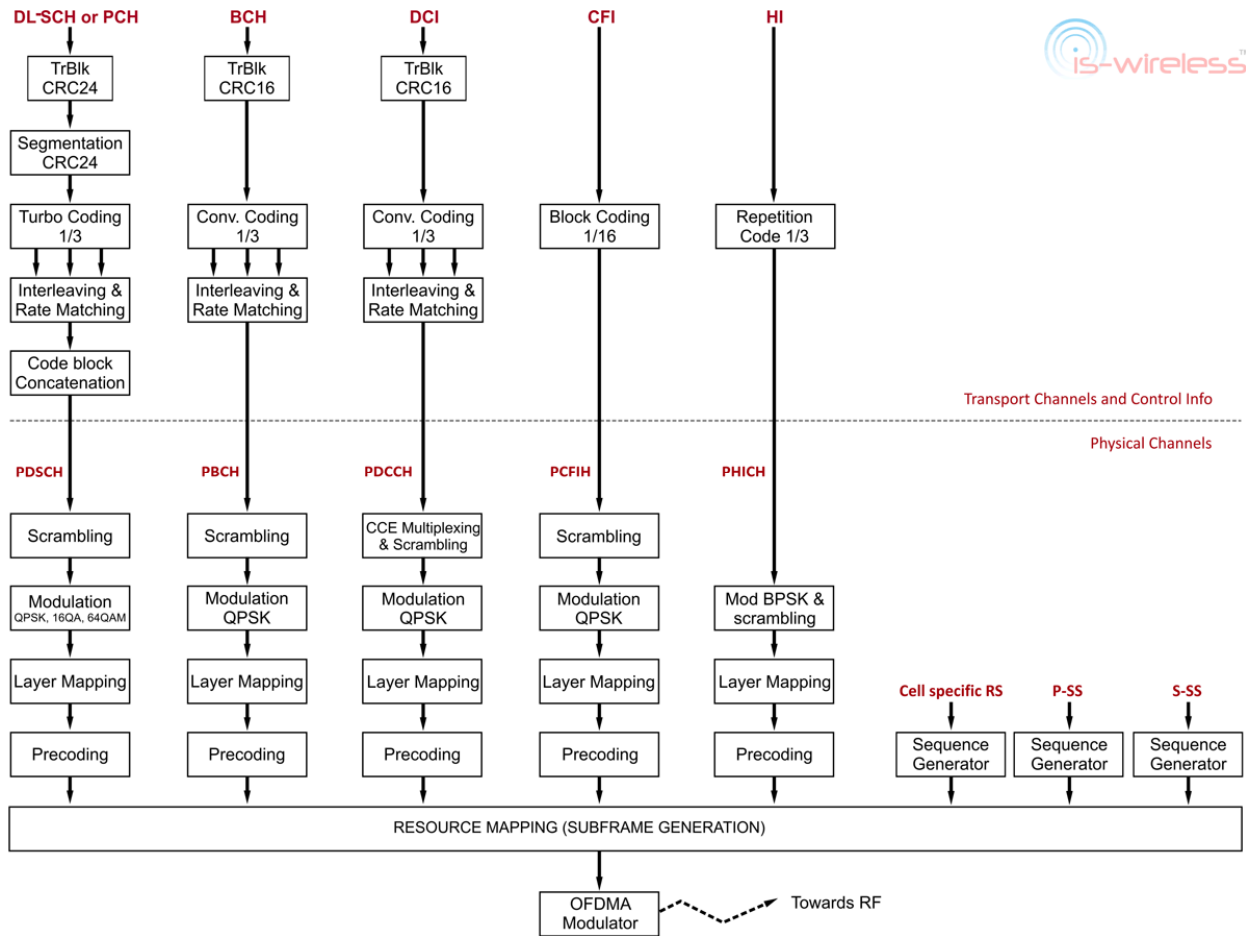 DL-SCH or PCH
BCH
DCI
CFI
HI
is-wireless™
TrBlk
CRC24
TrBlk
CRC16
TrBlk
CRC16
Segmentation
CRC24
Turbo Coding
1/3
Conv. Coding
1/3
Conv. Coding
1/3
Block Coding
1/16
Repetition
Code 1/3
Interleaving &
Rate Matching
Interleaving &
Rate Matching
Interleaving &
Rate Matching
Code block
Concatenation
Transport Channels and Control Info
Physical Channels
PDSCH
PBCH
PDCCH
PCFIH
PHICH
Scrambling
Scrambling
CCE Multiplexing
& Scrambling
Scrambling
Modulation
QPSK, 16QA, 64QAM
Modulation
QPSK
Modulation
QPSK
Modulation
QPSK
Mod BPSK &
scrambling
Layer Mapping
Layer Mapping
Layer Mapping
Layer Mapping
Layer Mapping
Cell specific RS
P-SS
S-SS
Precoding
Precoding
Precoding
Precoding
Precoding
Sequence
Generator
Sequence
Generator
Sequence
Generator
RESOURCE MAPPING (SUBFRAME GENERATION)
OFDMA
Modulator
Towards RF